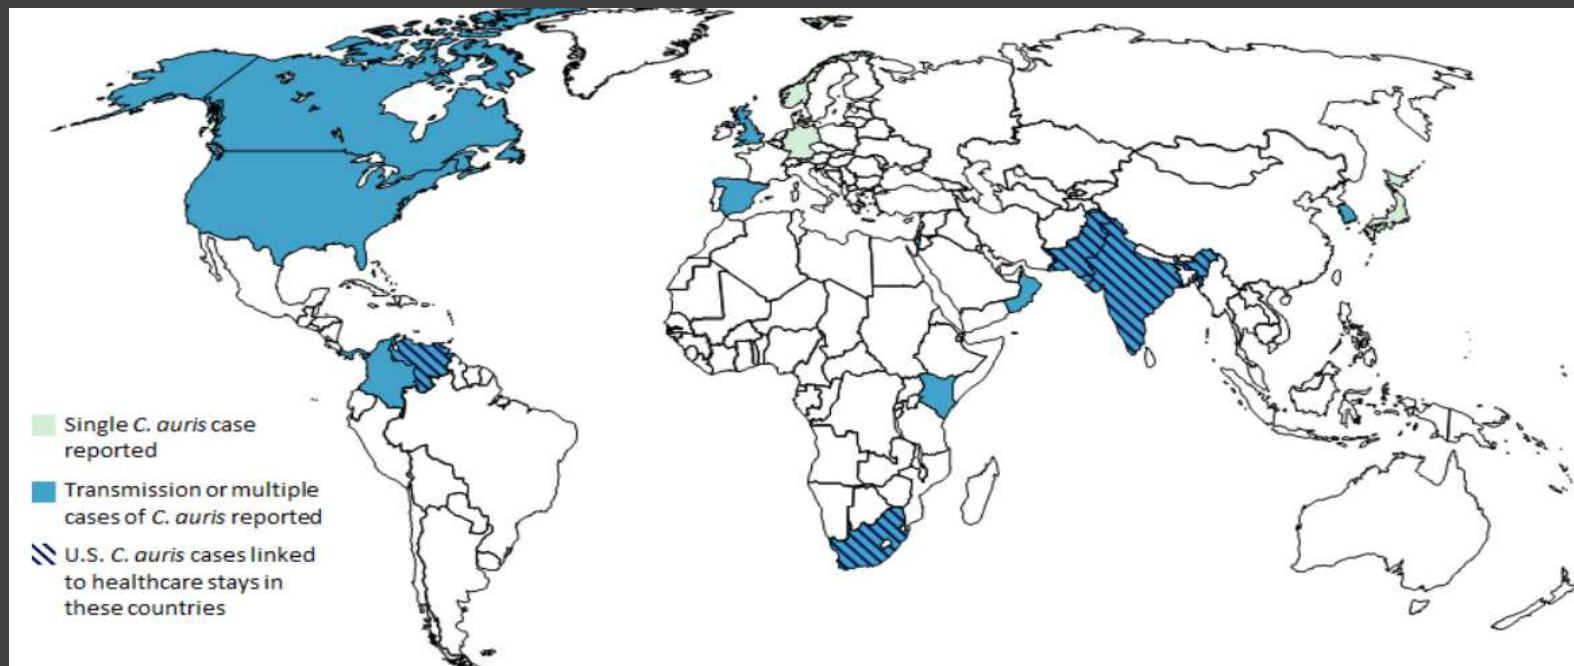 Single C. auris case
reported
Transmission or multiple
cases of C. auris reported
U.S. C. auris cases linked
to healthcare stays in
these countries